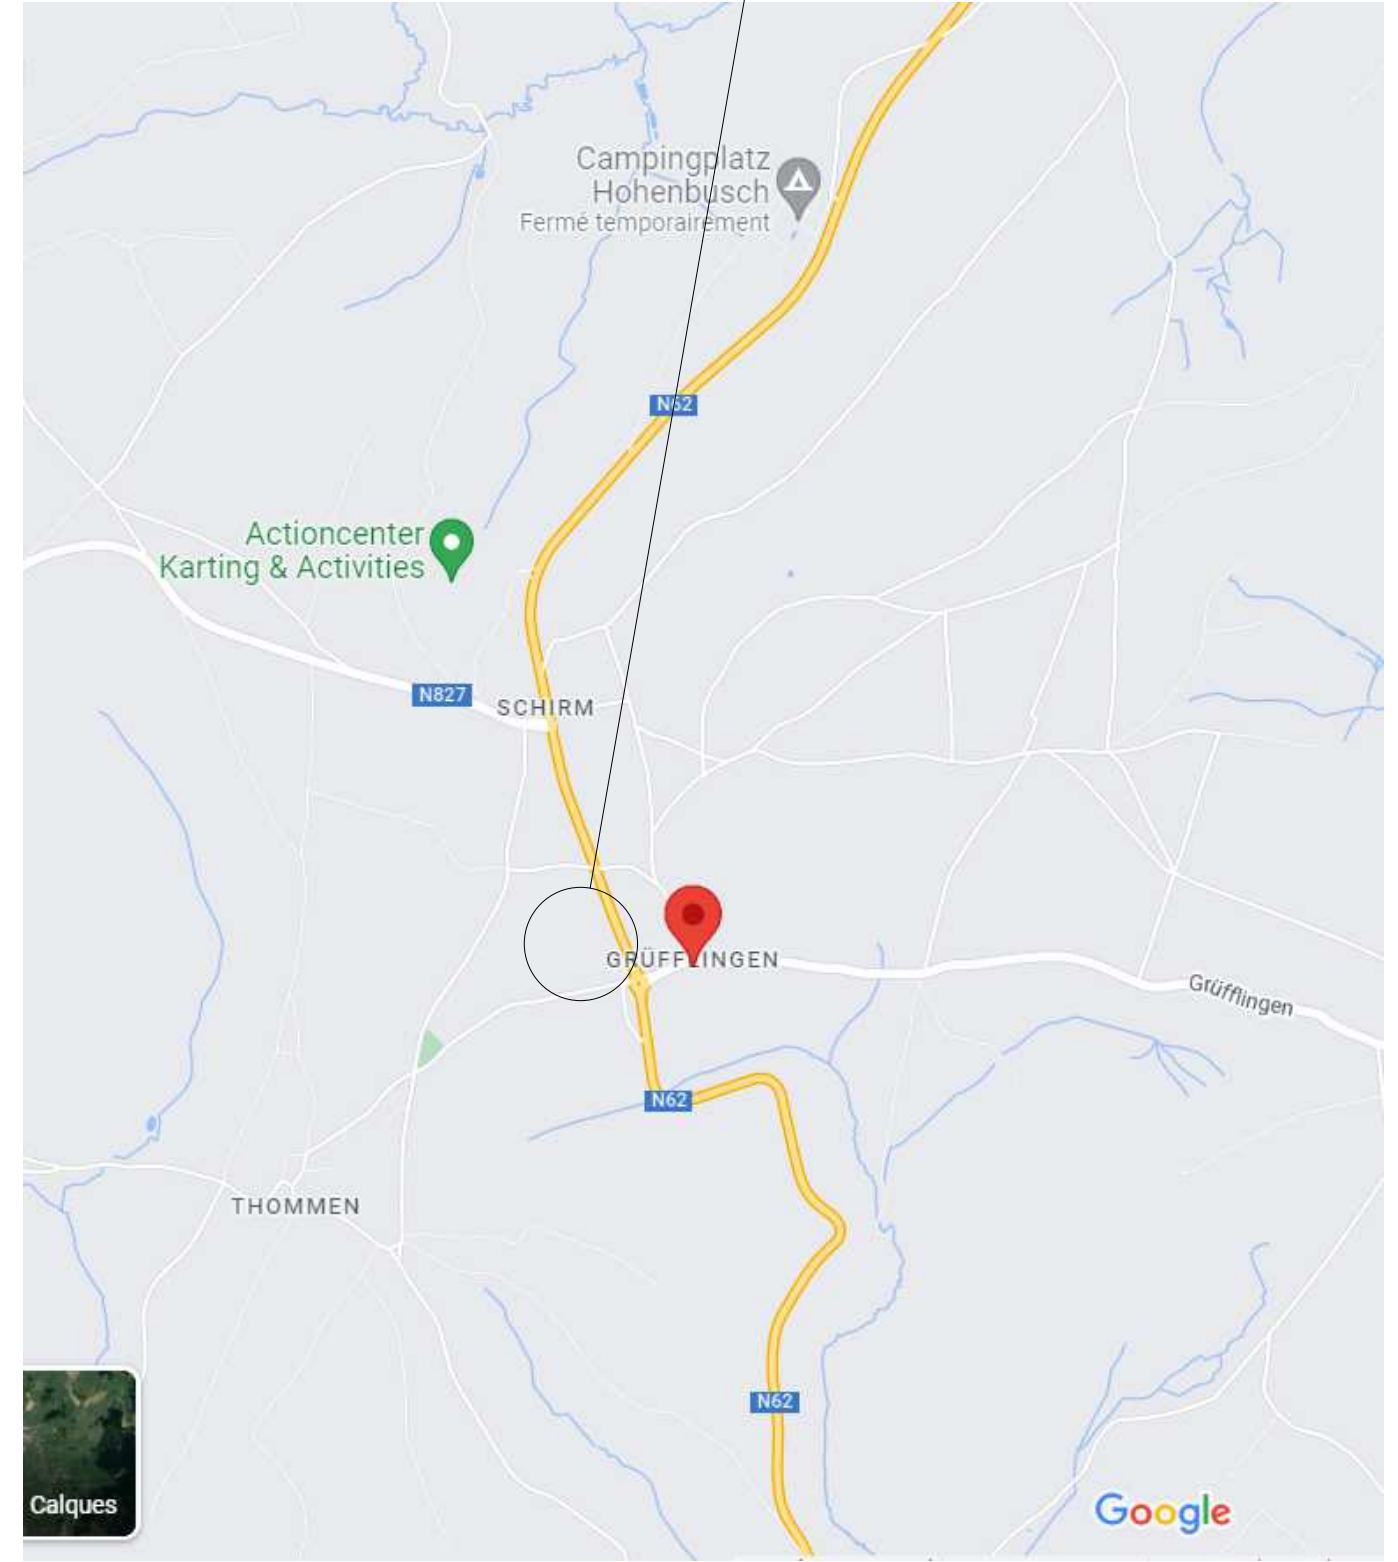 Campingplatz
Hohenbusch
Fermé temporairement
N62
Actioncenter
Karting & Activities
N827
SCHIRM
GRÜFFLINGEN
Grüfflingen
N62
THOMMEN
N62
Calques
Google